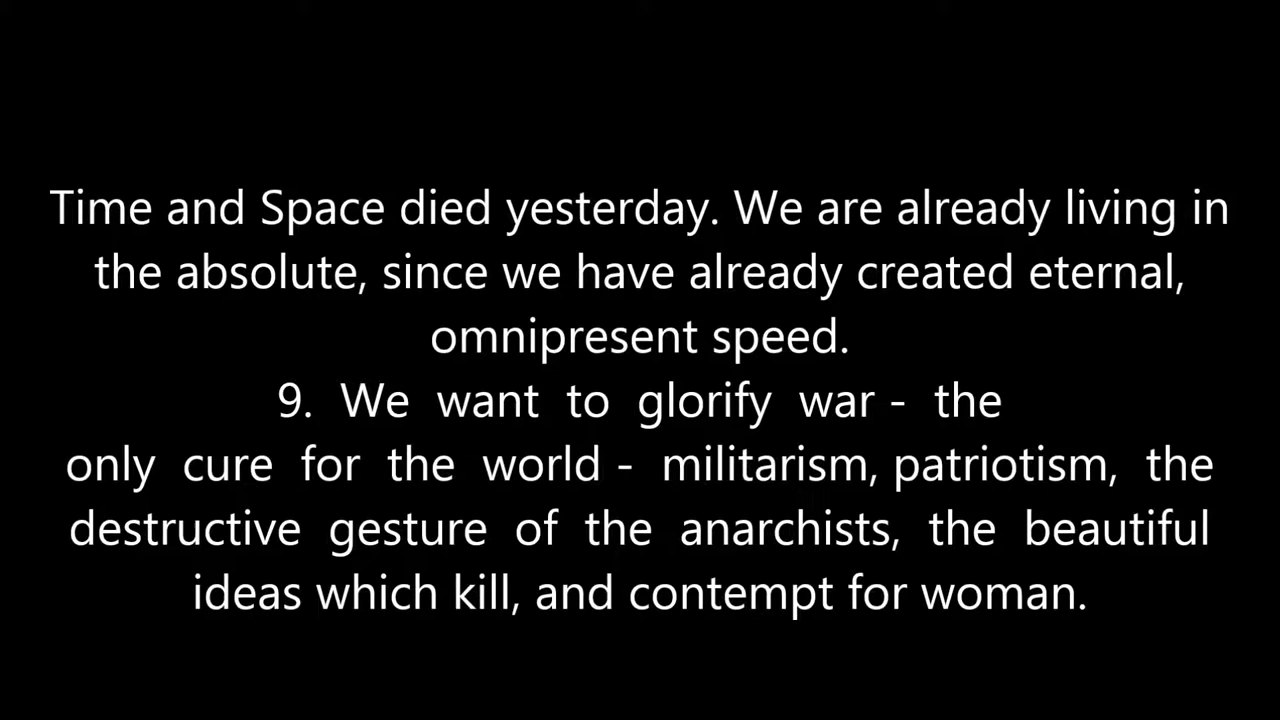 Time and Space died yesterday. We are already living in
the absolute, since we have already created eternal,
omnipresent speed.
9. We want to glorify war - the
only cure for the world - militarism, patriotism, the
destructive gesture of the anarchists, the beautiful
ideas which kill, and contempt for woman.